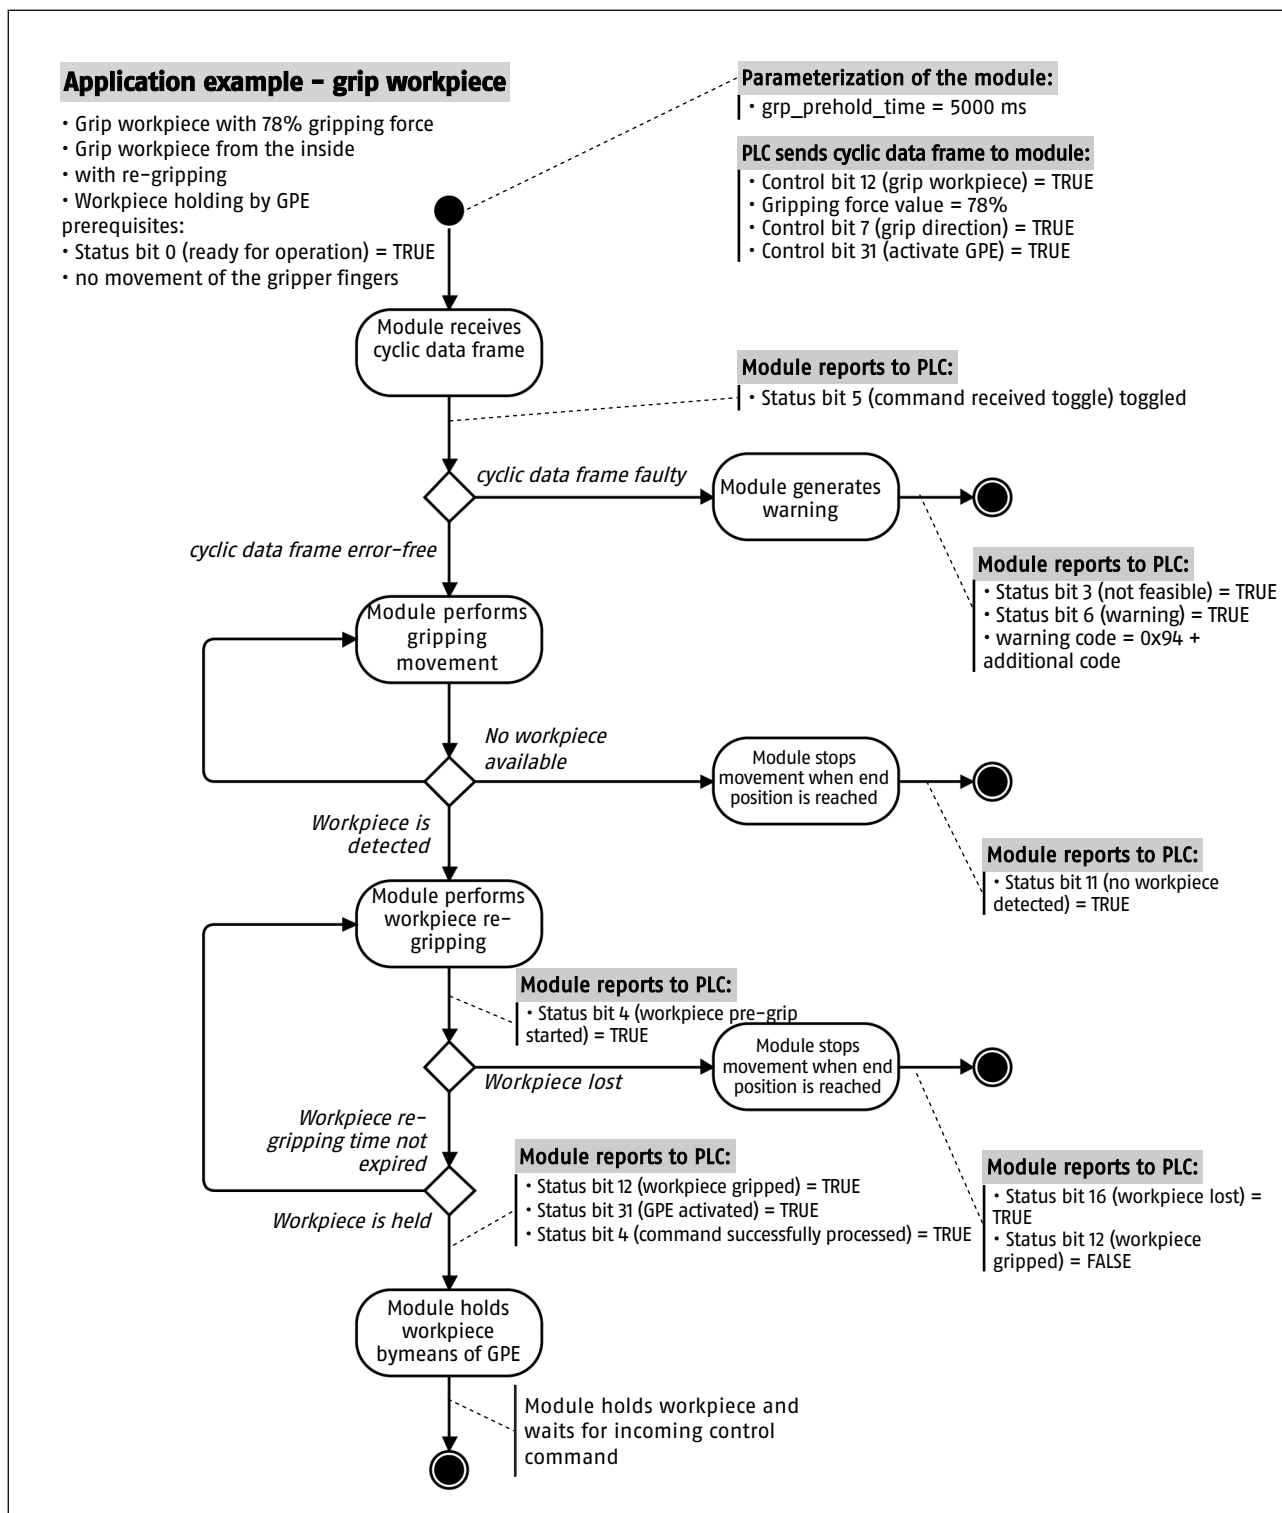 Application example – grip workpiece
· Grip workpiece with 78% gripping force
· Grip workpiece from the inside
· with re-gripping
· Workpiece holding by GPE
prerequisites:
· Status bit 0 (ready for operation) = TRUE
· no movement of the gripper fingers
Parameterization of the module:
· grp_prehold_time = 5000 ms
PLC sends cyclic data frame to module:
· Control bit 12 (grip workpiece) = TRUE
· Gripping force value = 78%
· Control bit 7 (grip direction) = TRUE
· Control bit 31 (activate GPE) = TRUE
Module receives
cyclic data frame
Module reports to PLC:
· Status bit 5 (command received toggle) toggled
cyclic data frame faulty
Module generates
warning
cyclic data frame error-free
Module reports to PLC:
· Status bit 3 (not feasible) = TRUE
· Status bit 6 (warning) = TRUE
· warning code = 0x94 +
additional code
Module performs
gripping
movement
No workpiece
available
Module stops
movement when end
position is reached
Workpiece is
detected
Module reports to PLC:
· Status bit 11 (no workpiece
detected) = TRUE
Module performs
workpiece re-
gripping
Module reports to PLC:
· Status bit 4 (workpiece pre-grip
started) = TRUE
Module stops
movement when end
position is reached
Workpiece lost
Workpiece re-
gripping time not
expired
Module reports to PLC:
· Status bit 12 (workpiece gripped) = TRUE
· Status bit 31 (GPE activated) = TRUE
· Status bit 4 (command successfully processed) = TRUE
Module reports to PLC:
· Status bit 16 (workpiece lost) =
TRUE
· Status bit 12 (workpiece
gripped) = FALSE
Workpiece is held
Module holds
workpiece
bymeans of GPE
Module holds workpiece and
waits for incoming control
command